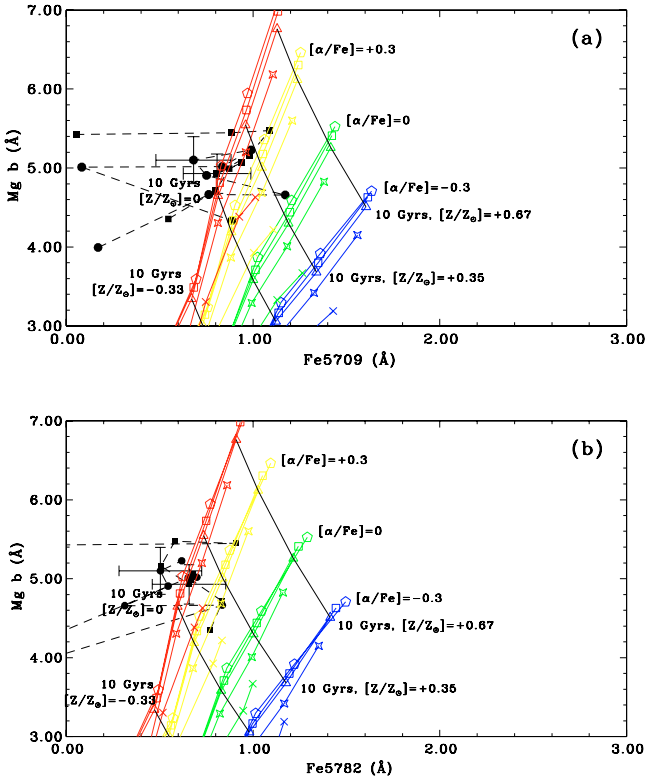 7.00
(a)
[α/Fe]=+0.3
6.00
[α/Fe]=0
Mg b (Å)
5.00
10 Gyrs
[Z/Z⊙]=0
[α/Fe]=−0.3
10 Gyrs, [Z/Z⊙]=+0.67
4.00
10 Gyrs
[Z/Z⊙]=−0.33
10 Gyrs, [Z/Z⊙]=+0.35
3.00
0.00 1.00 2.00 3.00
Fe5709 (Å)
7.00
(b)
[α/Fe]=+0.3
6.00
[α/Fe]=0
Mg b (Å)
5.00
10 Gyrs
[Z/Z⊙]=0
[α/Fe]=−0.3
10 Gyrs, [Z/Z⊙]=+0.67
4.00
10 Gyrs
[Z/Z⊙]=−0.33
10 Gyrs, [Z/Z⊙]=+0.35
3.00
0.00 1.00 2.00 3.00
Fe5782 (Å)